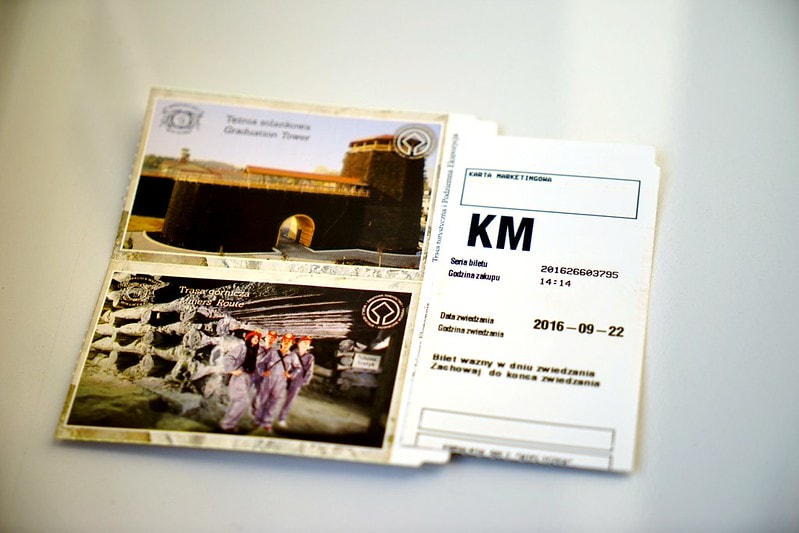 Tężnia solankowa
Graduation Tower
Trasa górnicza
Miners' Route
Trasa turystyczna i Podziemna Ekspozycja
KARTA MARKETINGOWA
KM
Seria biletu 201626603795
Godzina zakupu 14:14
Data zwiedzania 2016-09-22
Godzina zwiedzania
Bilet wazny w dniu zwiedzania
Zachowaj do konca zwiedzania